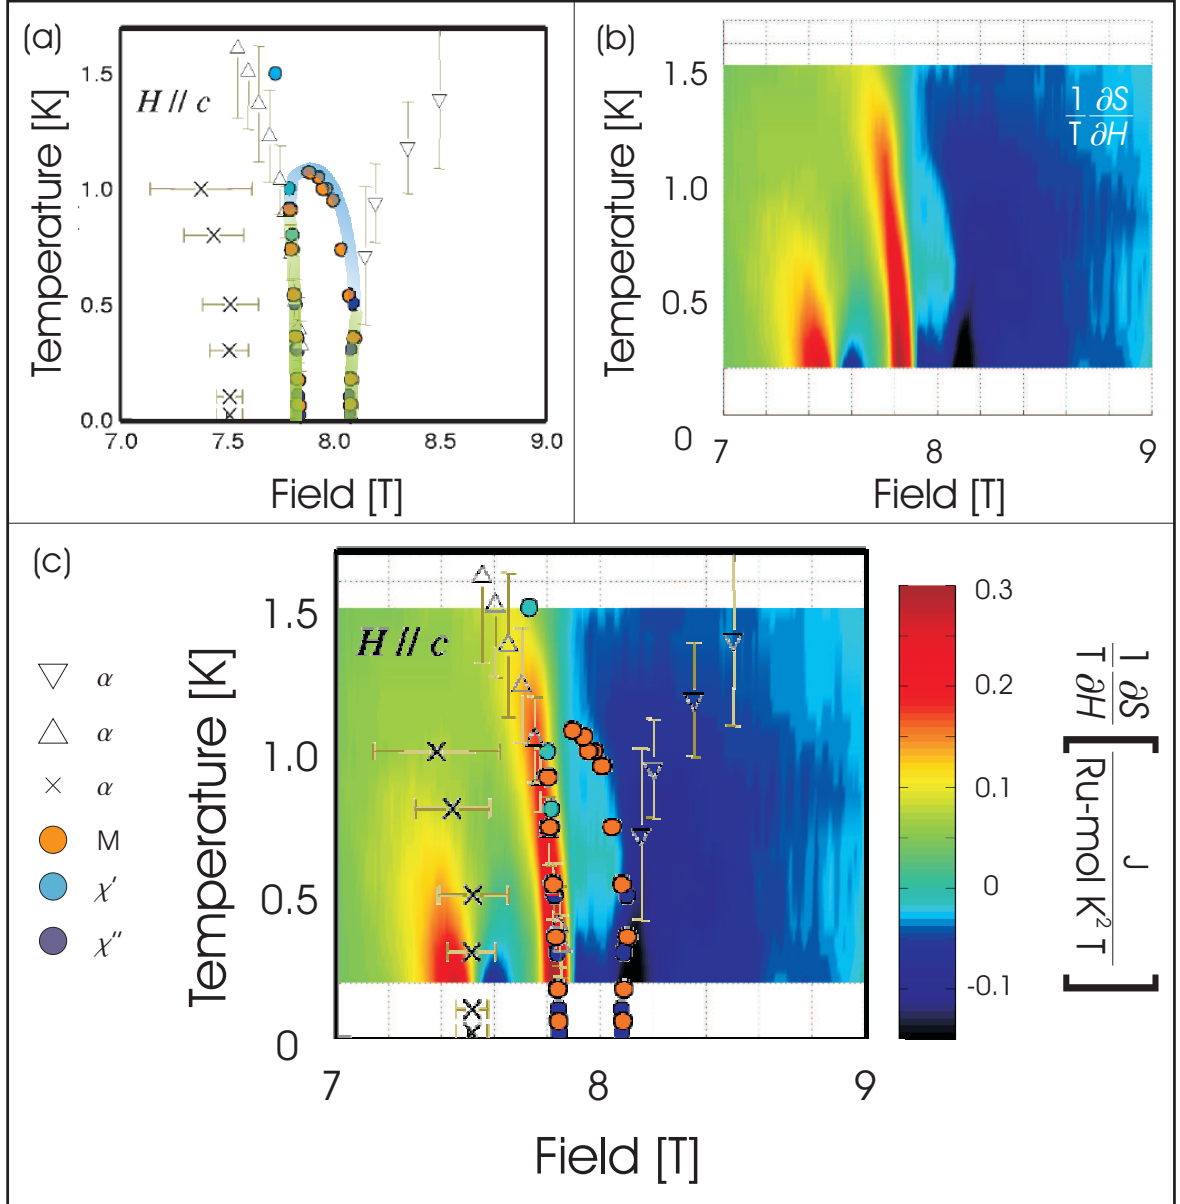 (a)
Temperature [K]
1.5
1.0
0.5
0.0
H // c
7.0 7.5 8.0 8.5 9.0
Field [T]
(b)
Temperature [K]
1.5
1.0
0.5
0
1/T ∂S/∂H
7 8 9
Field [T]
(c)
▽ α
△ α
× α
M
χ′
χ″
Temperature [K]
1.5
1.0
0.5
0
H // c
7 8 9
Field [T]
0.3
0.2
0.1
0
-0.1
1/T ∂S/∂H [J / Ru-mol K² T]